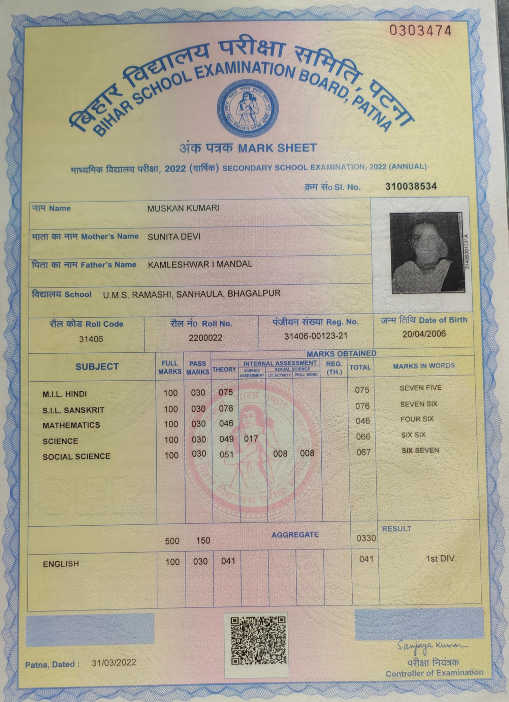 0303474
बिहार विद्यालय परीक्षा समिति, पटना
BIHAR SCHOOL EXAMINATION BOARD, PATNA
अंक पत्रक MARK SHEET
माध्यमिक विद्यालय परीक्षा, 2022 (वार्षिक) SECONDARY SCHOOL EXAMINATION, 2022 (ANNUAL)
क्रम सं० Sl. No. 310038534
नाम Name MUSKAN KUMARI
माता का नाम Mother's Name SUNITA DEVI
पिता का नाम Father's Name KAMLESHWAR I MANDAL
विद्यालय School U.M.S. RAMASHI, SANHAULA, BHAGALPUR
रौल कोड Roll Code रौल नं० Roll No. पंजीयन संख्या Reg. No. जन्म तिथि Date of Birth
31405 2200022 31406-00123-21 20/04/2006
SUBJECT FULL MARKS PASS MARKS MARKS OBTAINED MARKS IN WORDS
THEORY INTERNAL ASSESSMENT REG. (TH.) TOTAL
M.I.L. HINDI 100 030 075 075 SEVEN FIVE
S.I.L. SANSKRIT 100 030 076 076 SEVEN SIX
MATHEMATICS 100 030 046 046 FOUR SIX
SCIENCE 100 030 049 017 066 SIX SIX
SOCIAL SCIENCE 100 030 051 008 008 067 SIX SEVEN
500 150 AGGREGATE 0330 RESULT
ENGLISH 100 030 041 041 1st DIV.
Sanjaya Kumar
Patna, Dated : 31/03/2022 परीक्षा नियंत्रक
Controller of Examination